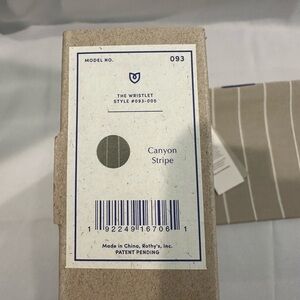 MODEL NO. 093
THE WRISTLET
STYLE #093-005
Canyon
Stripe
1 92249 16706 1
Made in China, Rothy's, Inc.
PATENT PENDING